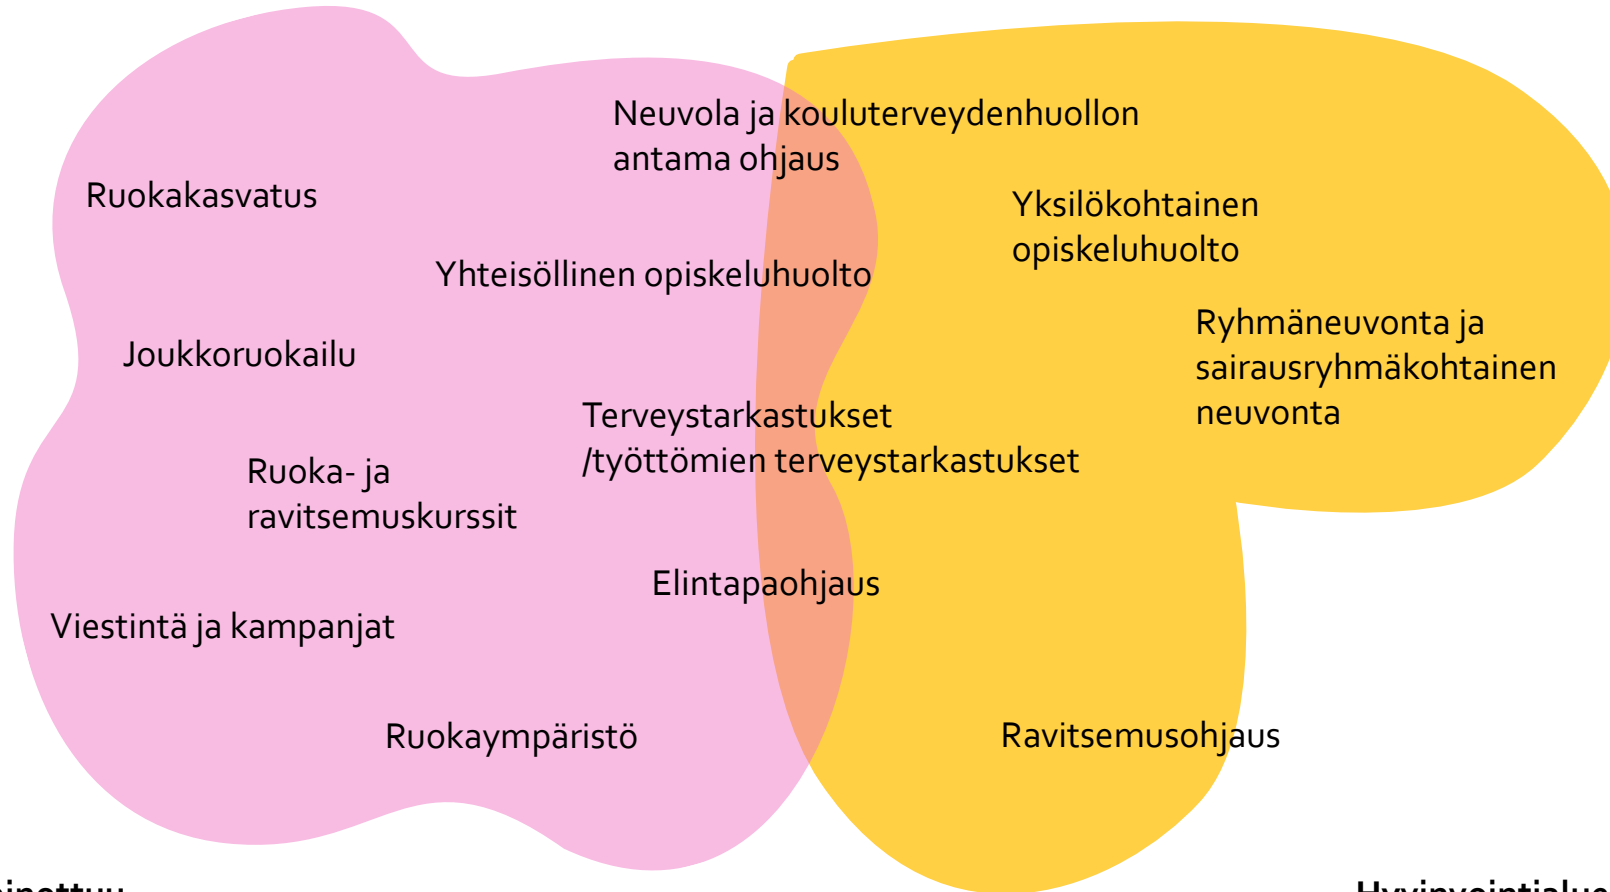 Neuvola ja kouluterveydenhuollon
antama ohjaus
Ruokakasvatus
Yksilökohtainen
opiskeluhuolto
Yhteisöllinen opiskeluhuolto
Ryhmäneuvonta ja
sairausryhmäkohtainen
neuvonta
Joukkoruokailu
Terveystarkastukset
/työttömien terveystarkastukset
Ruoka- ja
ravitsemuskurssit
Elintapaohjaus
Viestintä ja kampanjat
Ruokaympäristö
Ravitsemusohjaus